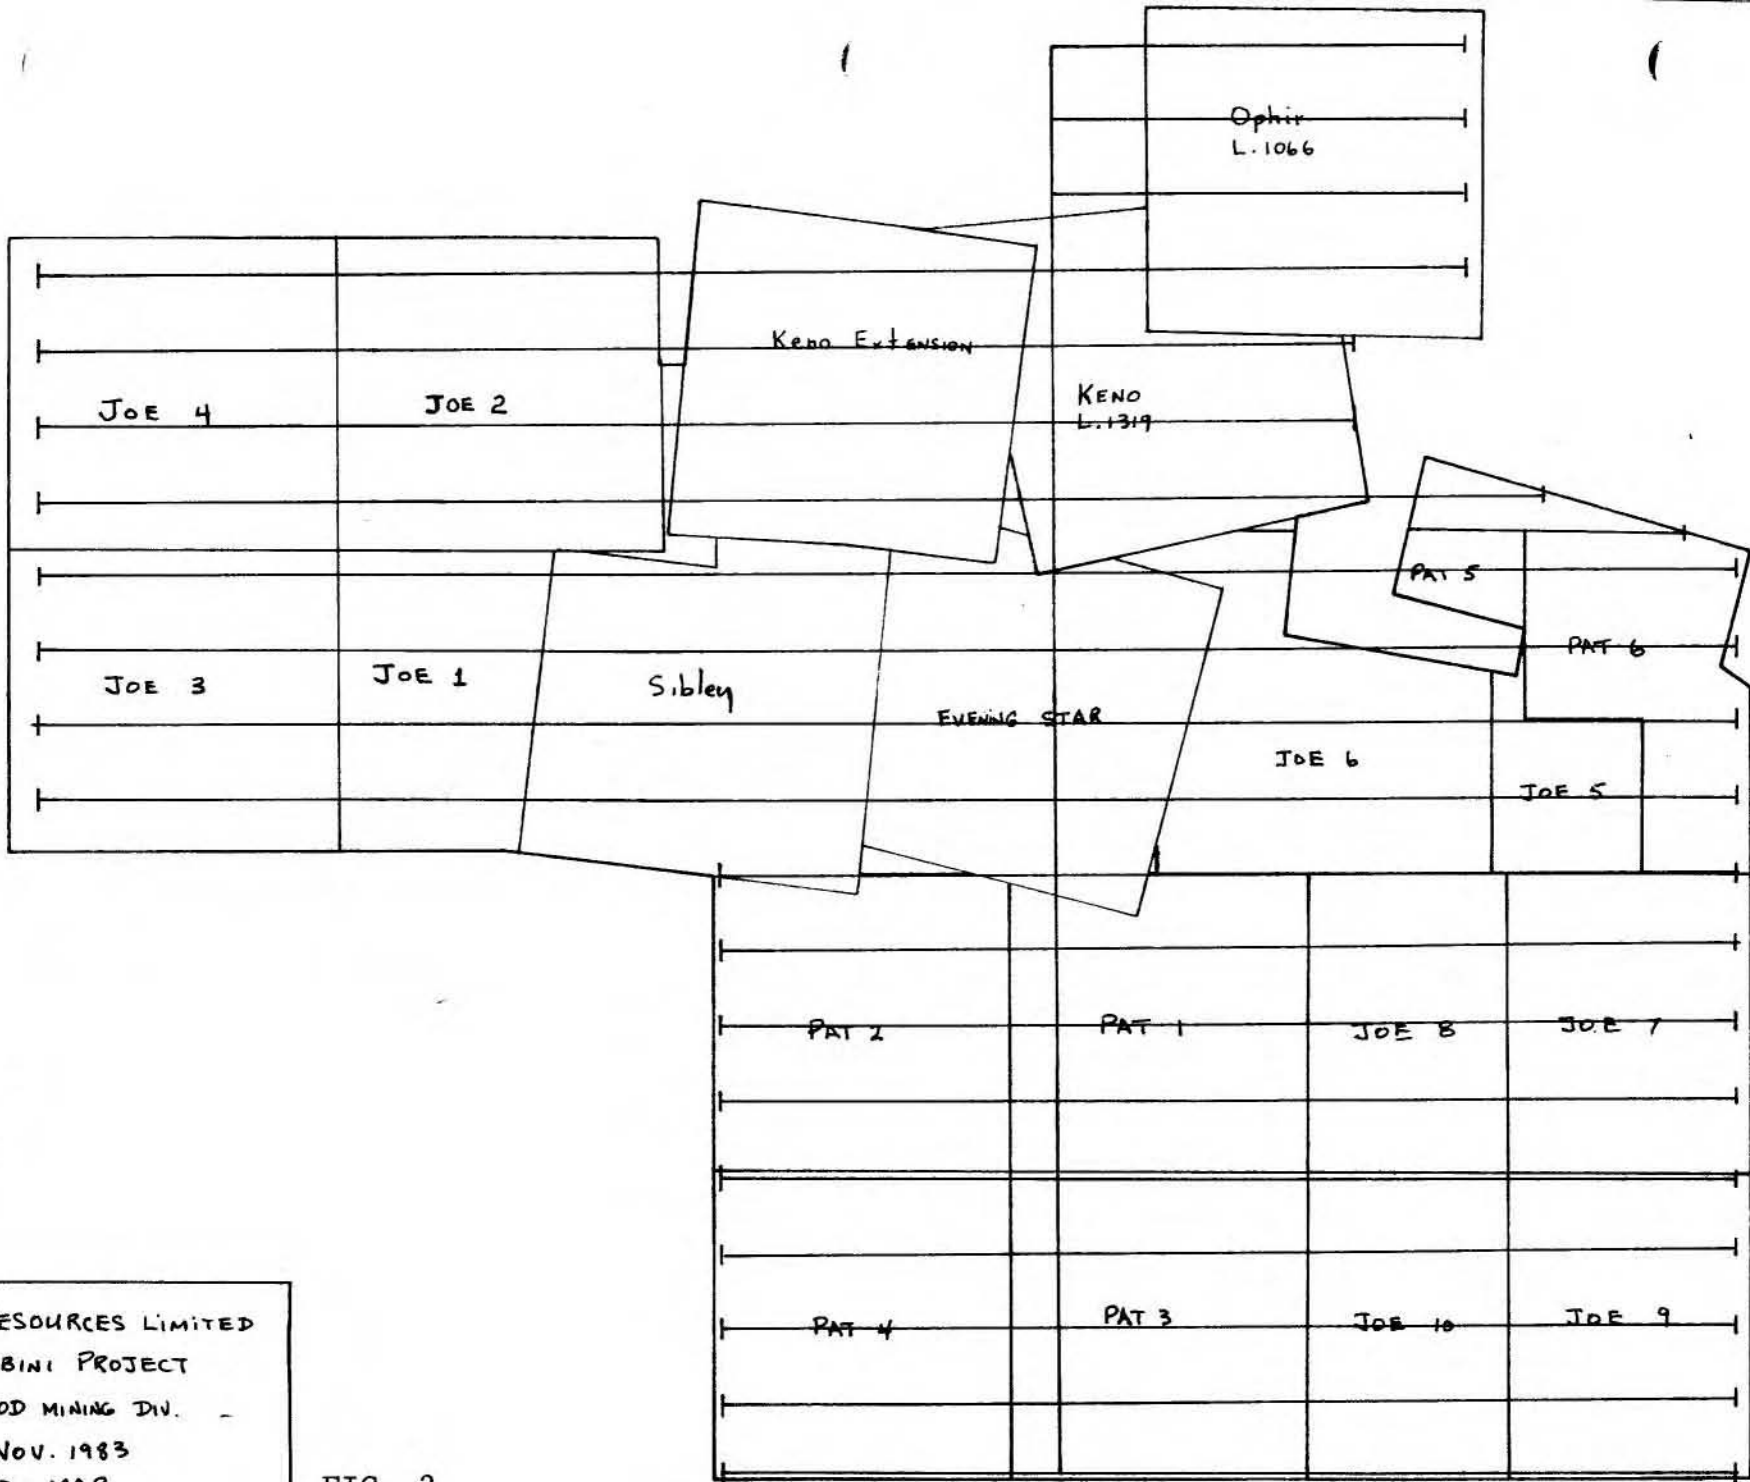 Ophir
L.1066
Keno Extension
KENO
L.1319
JOE 4
JOE 2
PAT 5
PAT 6
JOE 3
JOE 1
Sibley
EVENING STAR
JOE 6
JOE 5
PAT 2
PAT 1
JOE 8
JOE 7
PAT 4
PAT 3
JOE 10
JOE 9
ESOURCES LIMITED
BINI PROJECT
OD MINING DIV.
NOV. 1983